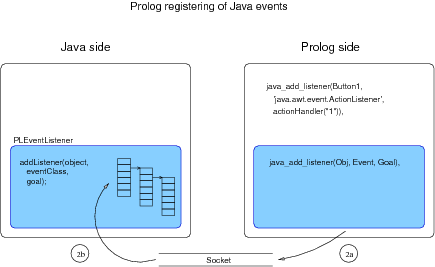 Prolog registering of Java events
Java side
Prolog side
java_add_listener(Button1,
'java.awt.event.ActionListener',
actionHandler("1")),
PLEventListener
addListener(object,
eventClass,
goal);
java_add_listener(Obj, Event, Goal),
2b
Socket
2a